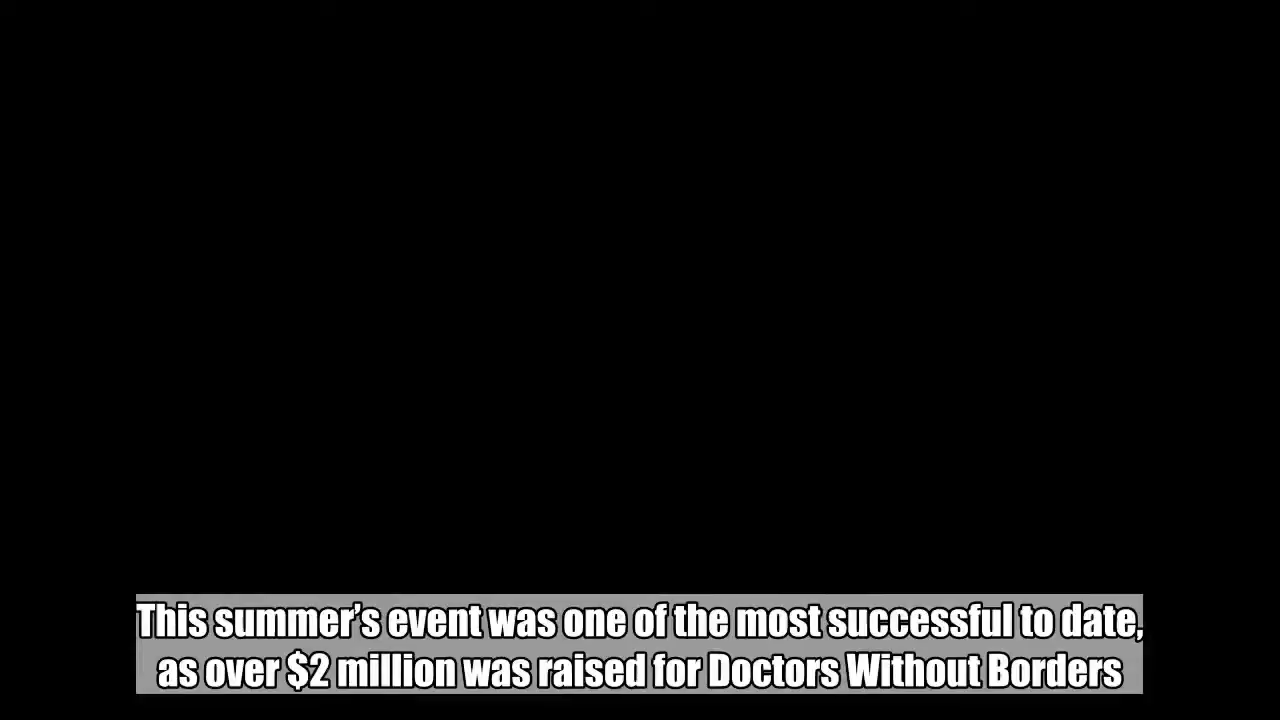 This summer’s event was one of the most successful to date,
as over $2 million was raised for Doctors Without Borders